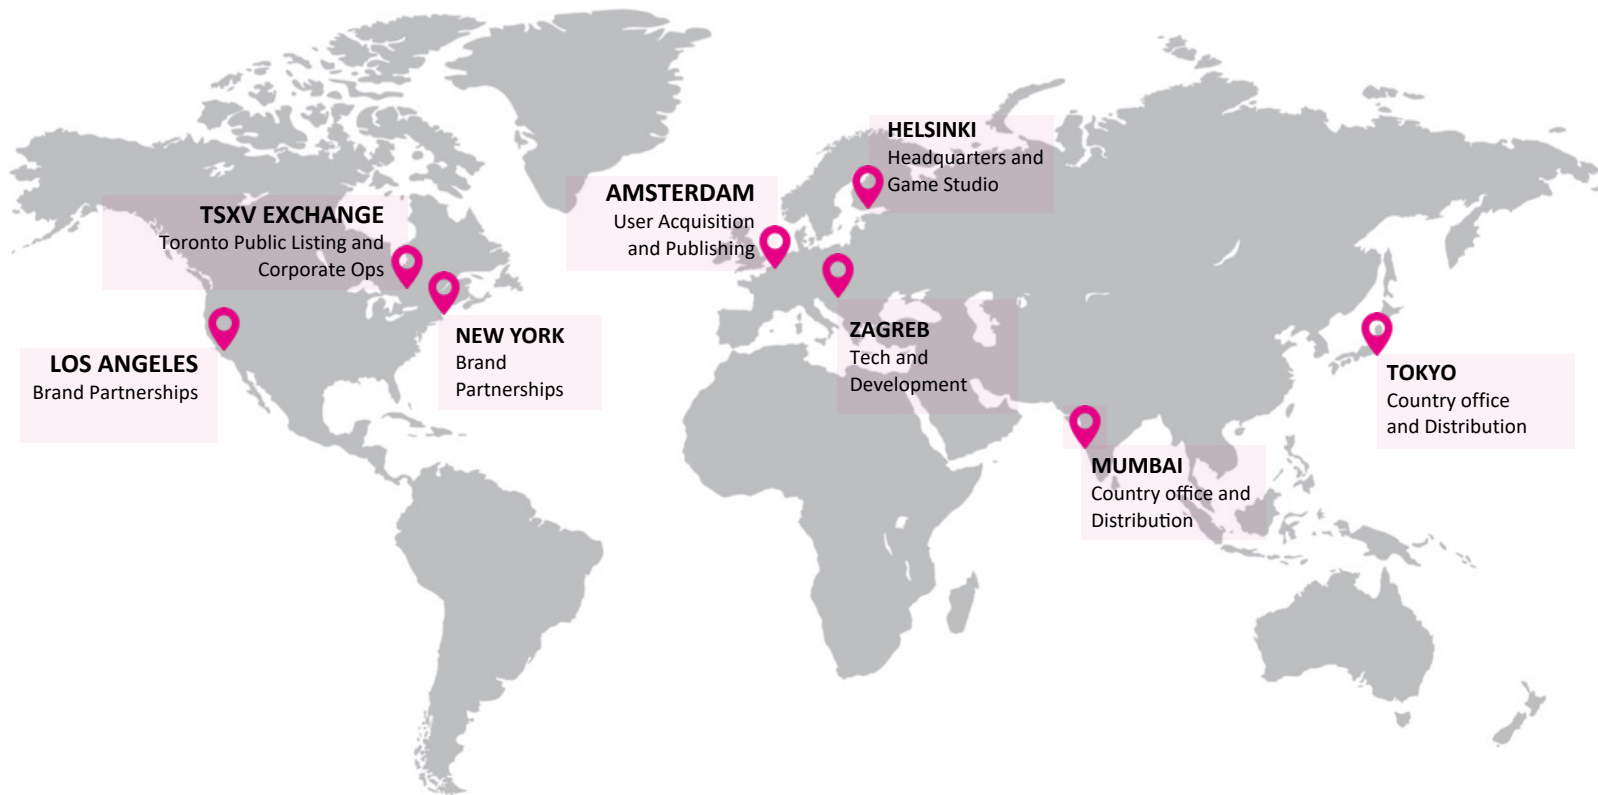 HELSINKI
Headquarters and
Game Studio
AMSTERDAM
User Acquisition
and Publishing
TSXV EXCHANGE
Toronto Public Listing and
Corporate Ops
ZAGREB
Tech and
Development
NEW YORK
Brand
Partnerships
LOS ANGELES
Brand Partnerships
TOKYO
Country office
and Distribution
MUMBAI
Country office and
Distribution